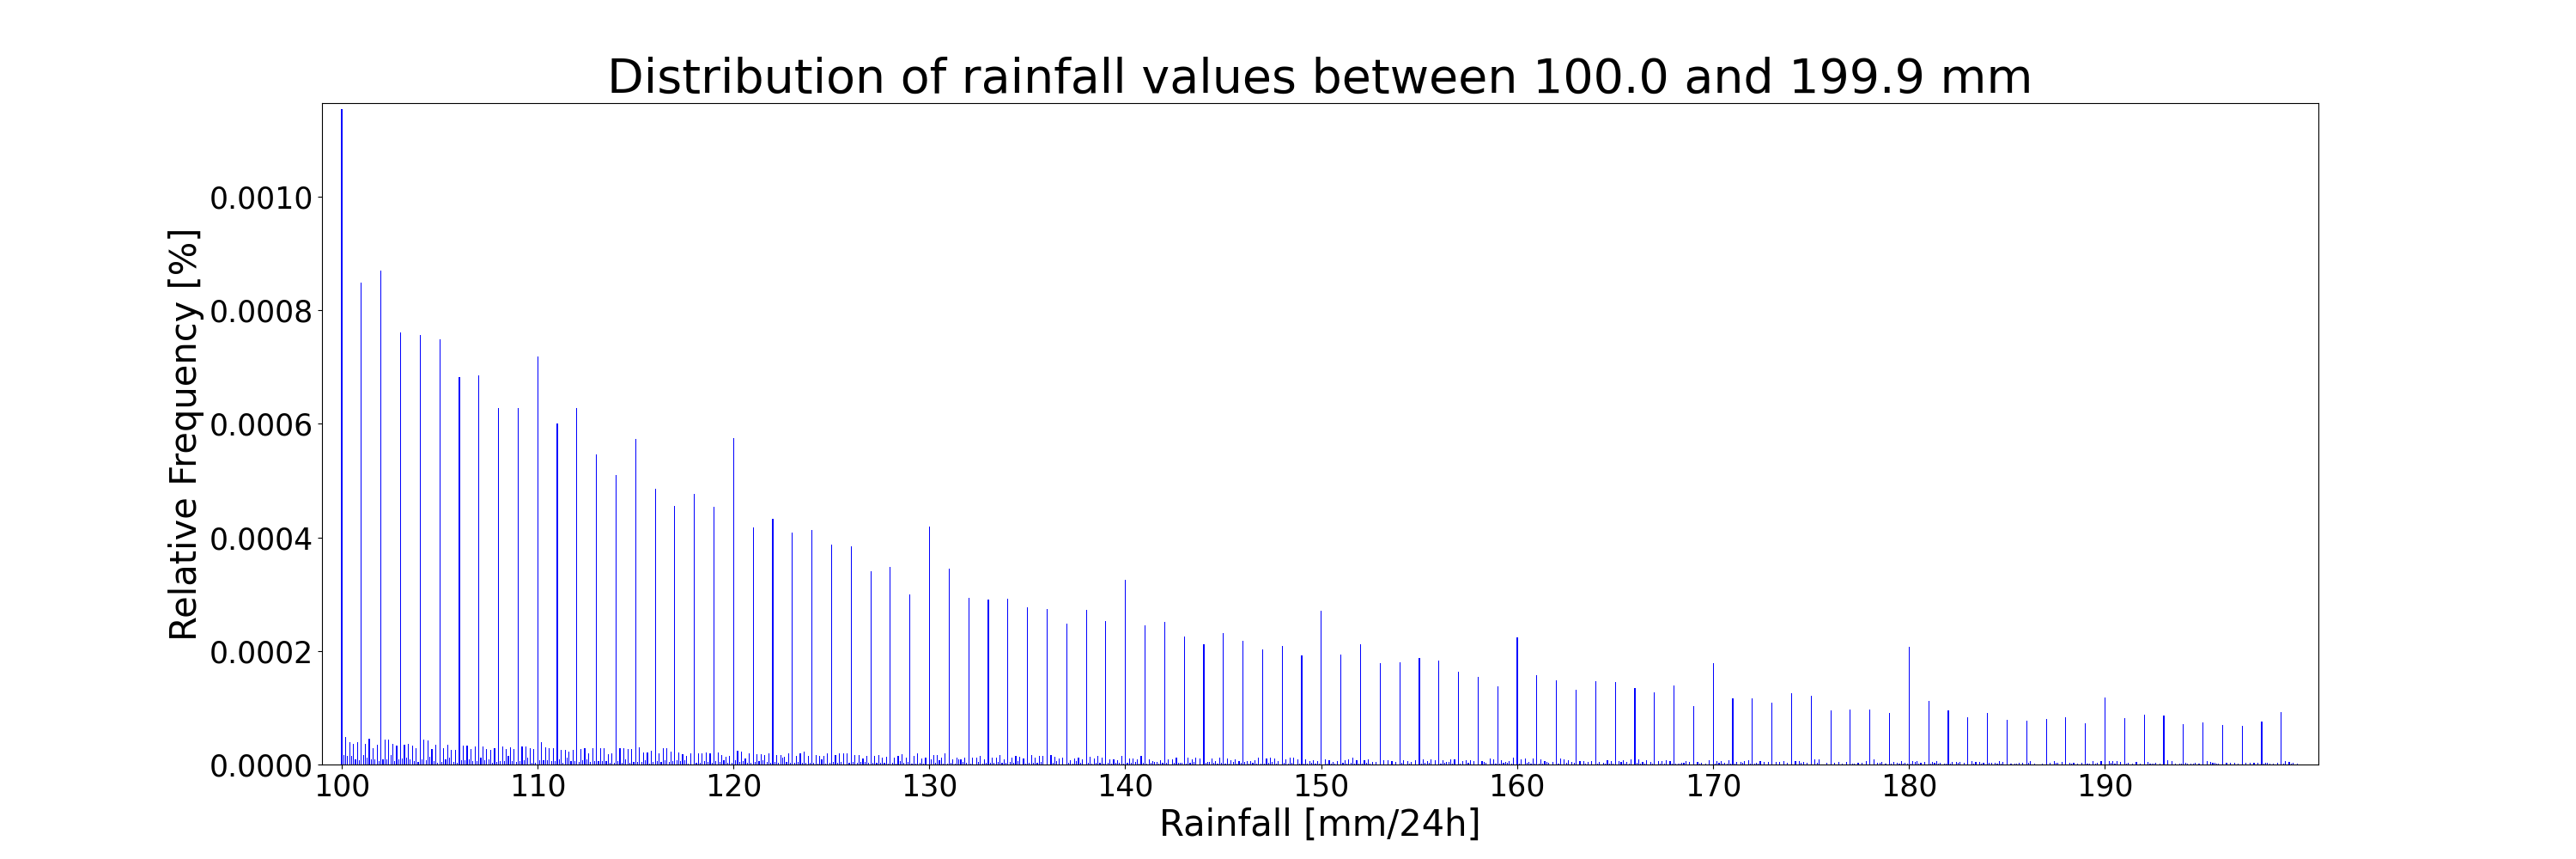 Distribution of rainfall values between 100.0 and 199.9 mm
Relative Frequency [%]
0.0010
0.0008
0.0006
0.0004
0.0002
0.0000
100 110 120 130 140 150 160 170 180 190
Rainfall [mm/24h]